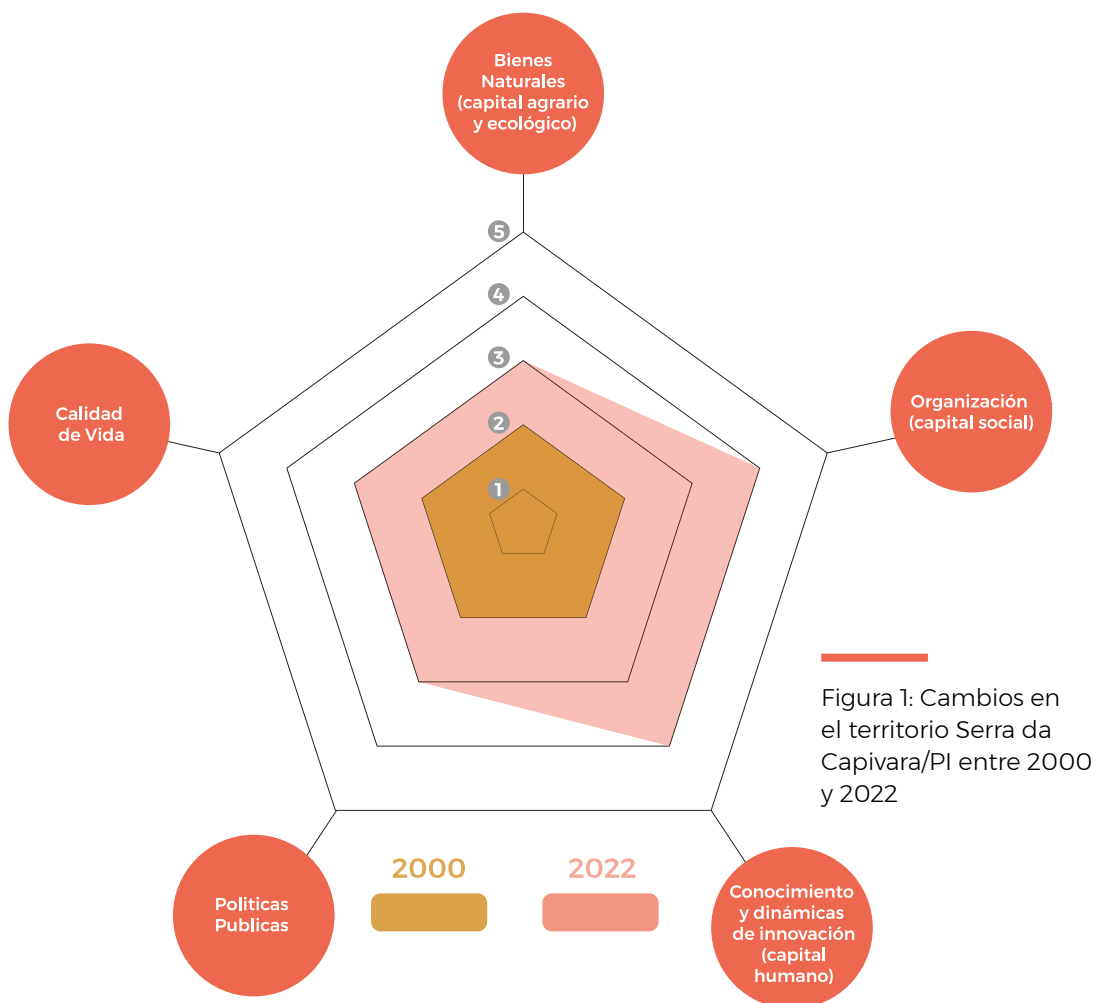 Bienes
Naturales
(capital agrario
y ecológico)
5
4
3
2
1
Calidad
de Vida
Organización
(capital social)
Figura 1: Cambios en
el territorio Serra da
Capivara/PI entre 2000
y 2022
2000
2022
Politicas
Publicas
Conocimiento
y dinámicas
de innovación
(capital
humano)